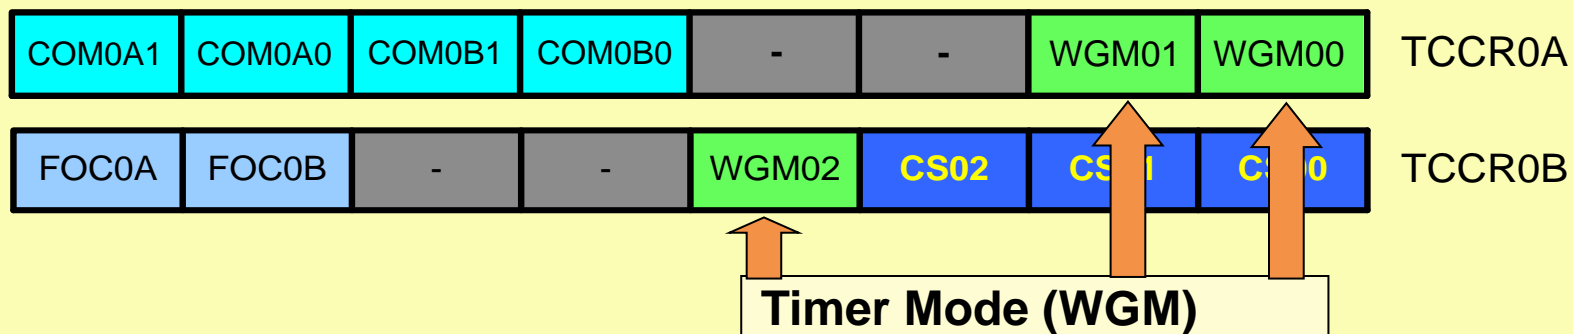 COM0A1 COM0A0 COM0B1 COM0B0 - - WGM01 WGM00 TCCR0A
FOC0A FOC0B - - WGM02 CS02 TCCR0B
Timer Mode (WGM)